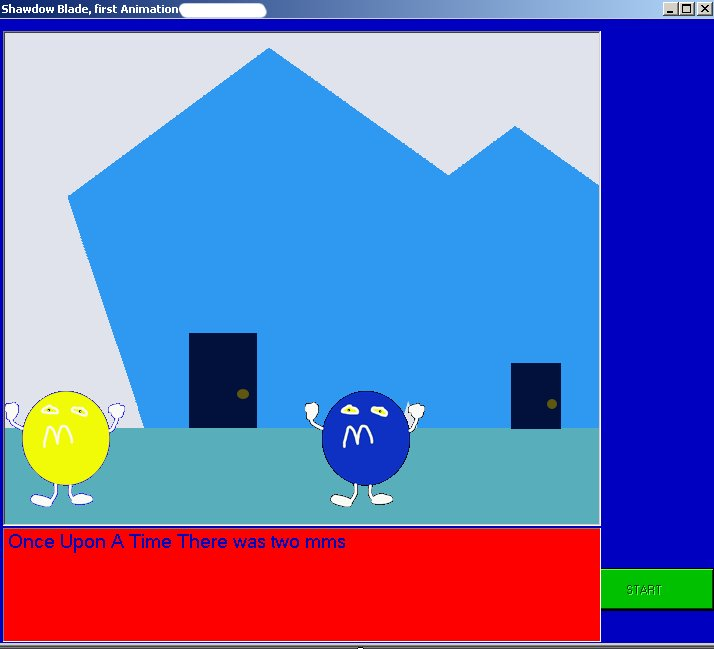 Shawdow Blade, first Animation
m
m
Once Upon A Time There was two mms
START